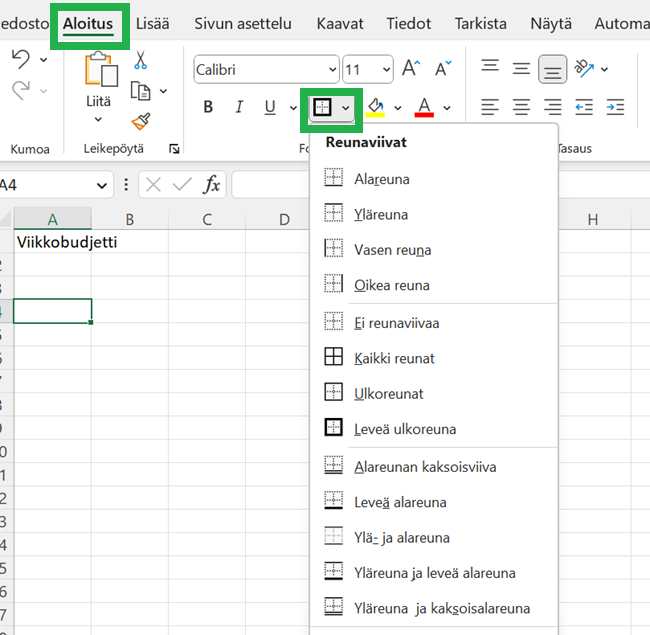 edosto Aloitus Lisää Sivun asettelu Kaavat Tiedot Tarkista Näytä Automa
Calibri 11 A A
Liitä
B I U A
Kumoa Leikepöytä Fo Tasaus
A4 fx
A B C D H
Viikkobudjetti
Reunaviivat
Alareuna
Yläreuna
Vasen reuna
Oikea reuna
Ei reunaviivaa
Kaikki reunat
Ulkoreunat
Leveä ulkoreuna
Alareunan kaksoisviiva
Leveä alareuna
Ylä- ja alareuna
Yläreuna ja leveä alareuna
Yläreuna ja kaksoisalareuna